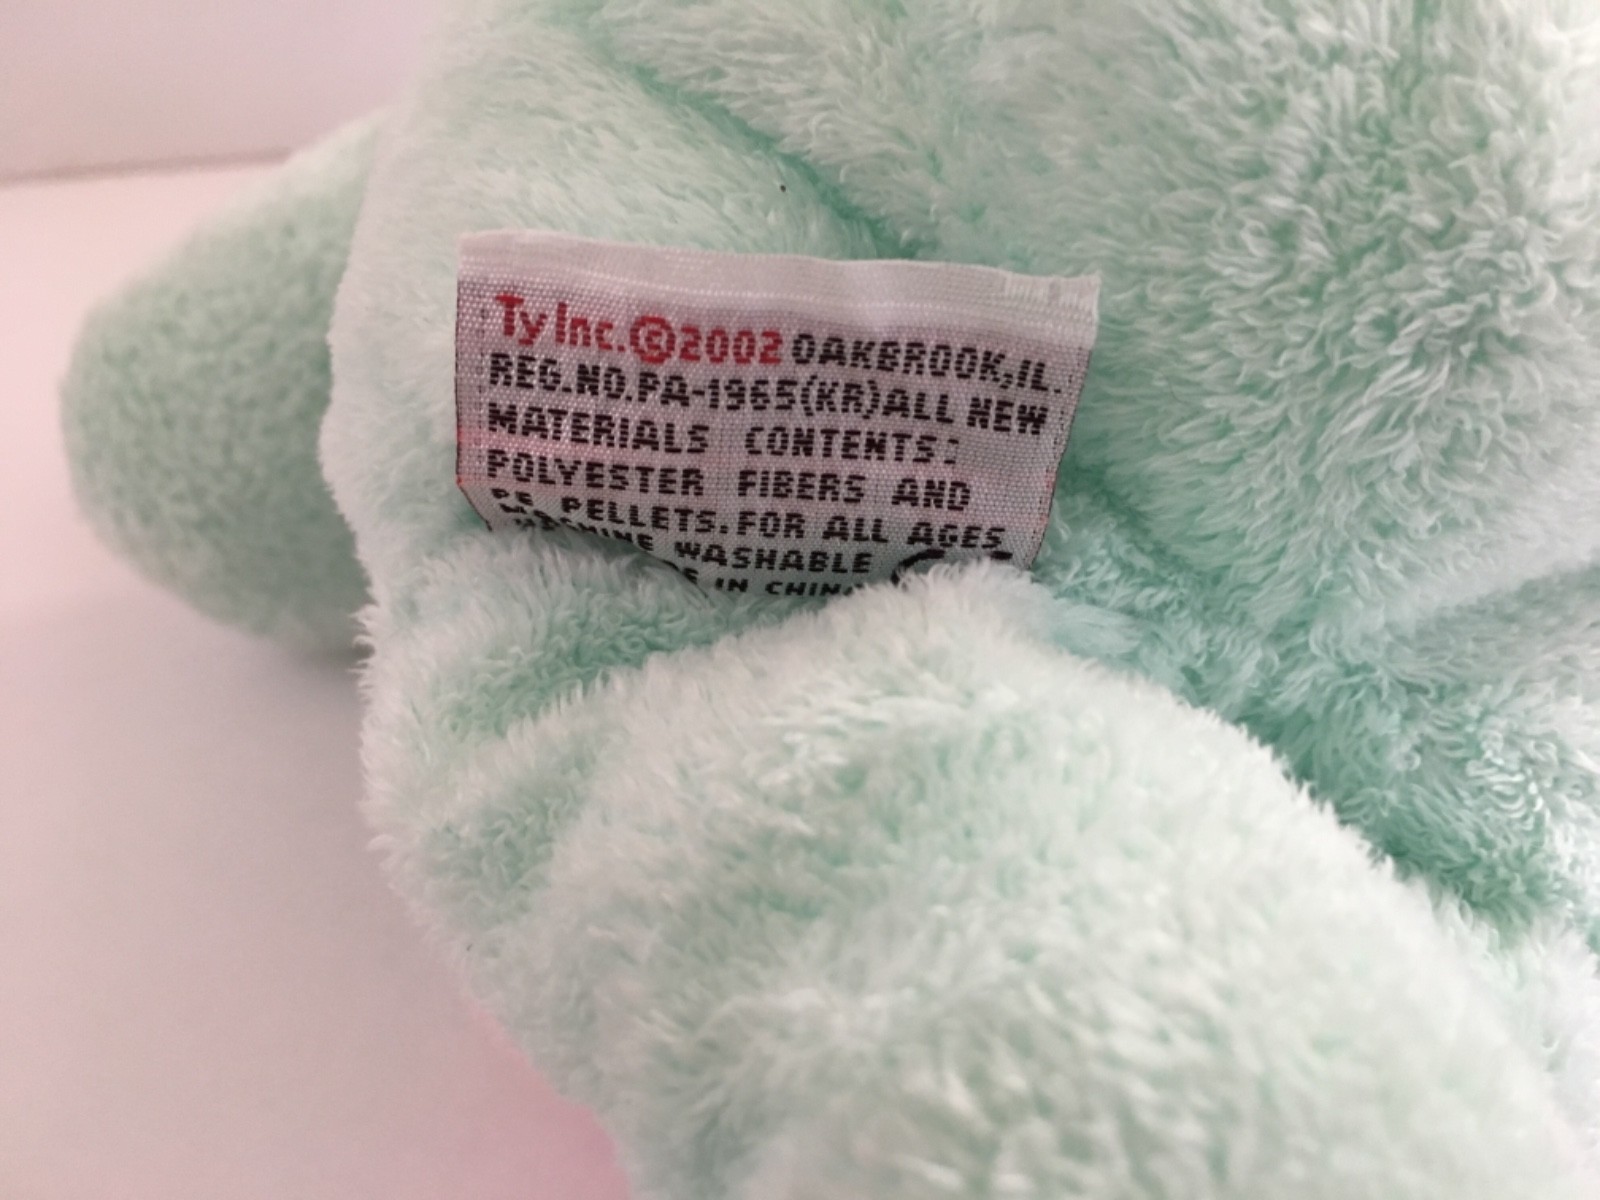 Ty Inc.©2002 OAKBROOK,IL.
REG.NO.PA-1965(KR)ALL NEW
MATERIALS CONTENTS:
POLYESTER FIBERS AND
PELLETS.FOR ALL AGES
WASHABLE
IN CHINA